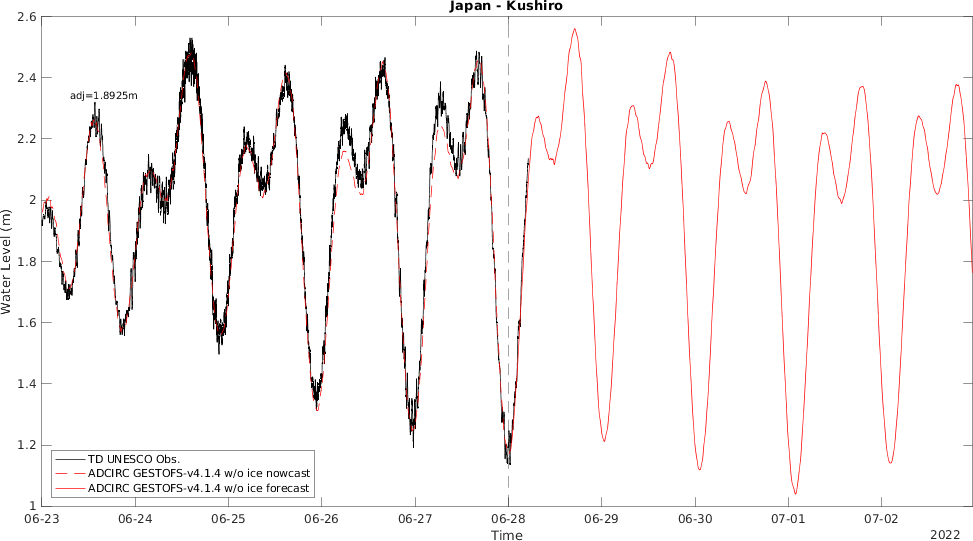 Japan - Kushiro
2.6
2.4
2.2
2
1.8
1.6
1.4
1.2
1
Water Level (m)
adj=1.8925m
TD UNESCO Obs.
ADCIRC GESTOFS-v4.1.4 w/o ice nowcast
ADCIRC GESTOFS-v4.1.4 w/o ice forecast
06-23 06-24 06-25 06-26 06-27 06-28 06-29 06-30 07-01 07-02
Time
2022